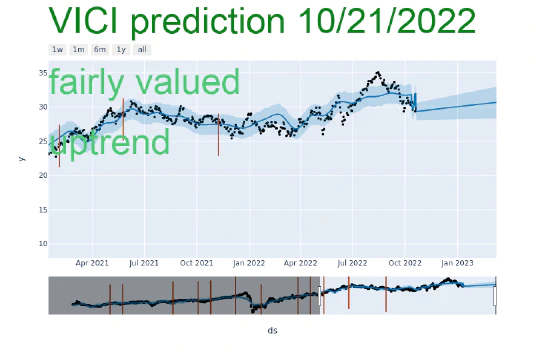 VICI prediction 10/21/2022
1w 1m 6m 1y all
fairly valued
uptrend
35
30
25
20
15
10
y
Apr 2021 Jul 2021 Oct 2021 Jan 2022 Apr 2022 Jul 2022 Oct 2022 Jan 2023
ds